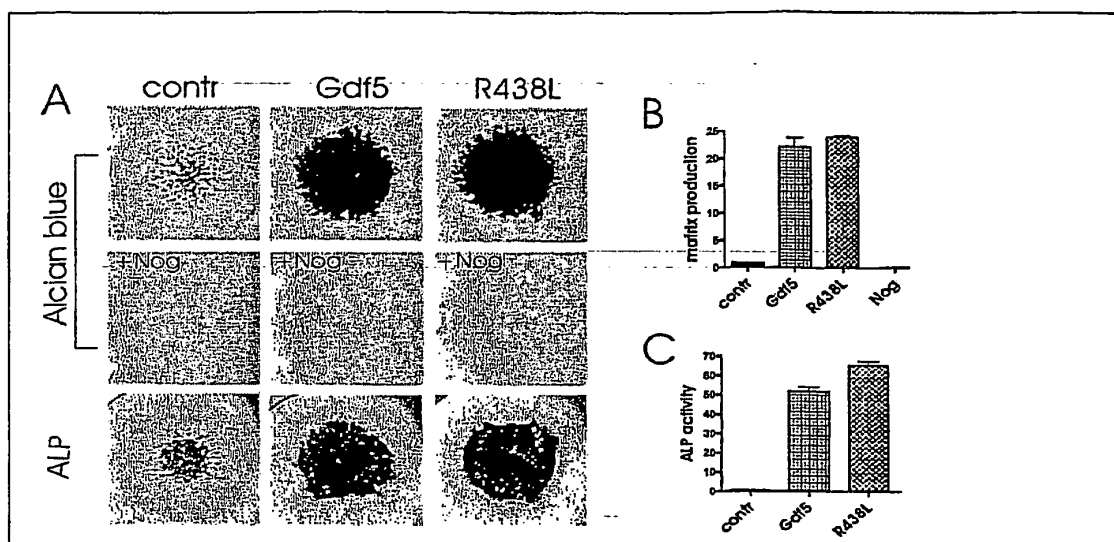 A
contr Gdf5 R438L
Alcian blue
+Nog +Nog +Nog
ALP
B
matrix production
25
20
15
10
5
0
contr Gdf5 R438L Nog
C
ALP activity
70
60
50
40
30
20
10
0
contr Gdf5 R438L